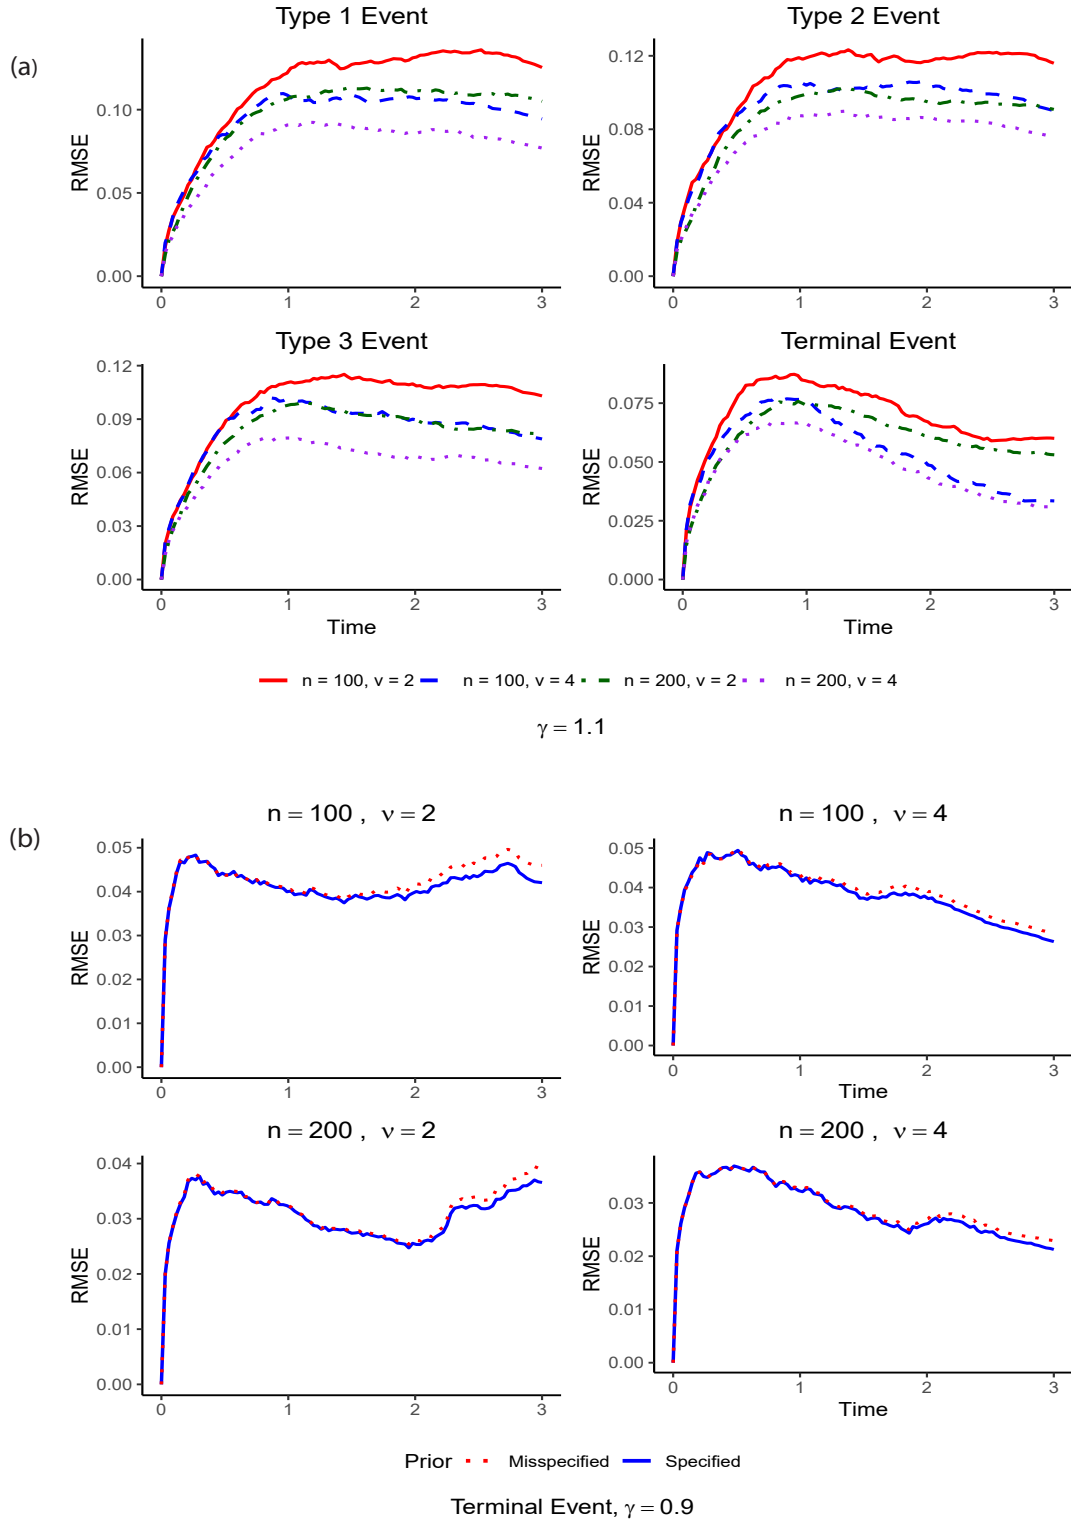 (a)
Type 1 Event
Type 2 Event
RMSE
0.10
0.05
0.00
0 1 2 3
RMSE
0.12
0.08
0.04
0.00
0 1 2 3
Type 3 Event
Terminal Event
RMSE
0.12
0.09
0.06
0.03
0.00
0 1 2 3
Time
RMSE
0.075
0.050
0.025
0.000
0 1 2 3
Time
n = 100, v = 2 n = 100, v = 4 n = 200, v = 2 n = 200, v = 4
γ = 1.1
(b)
n = 100 , ν = 2
n = 100 , ν = 4
RMSE
0.05
0.04
0.03
0.02
0.01
0.00
0 1 2 3
RMSE
0.05
0.04
0.03
0.02
0.01
0.00
0 1 2 3
Time
n = 200 , ν = 2
n = 200 , ν = 4
RMSE
0.04
0.03
0.02
0.01
0.00
0 1 2 3
RMSE
0.03
0.02
0.01
0.00
0 1 2 3
Time
Prior Misspecified Specified
Terminal Event, γ = 0.9